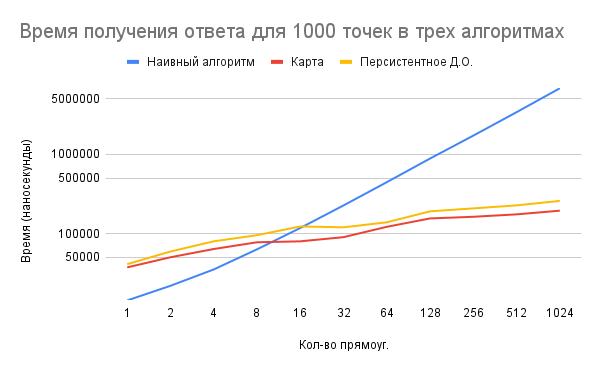 Время получения ответа для 1000 точек в трех алгоритмах
Наивный алгоритм Карта Персистентное Д.О.
Время (наносекунды)
5000000
1000000
500000
100000
50000
1 2 4 8 16 32 64 128 256 512 1024
Кол-во прямоуг.